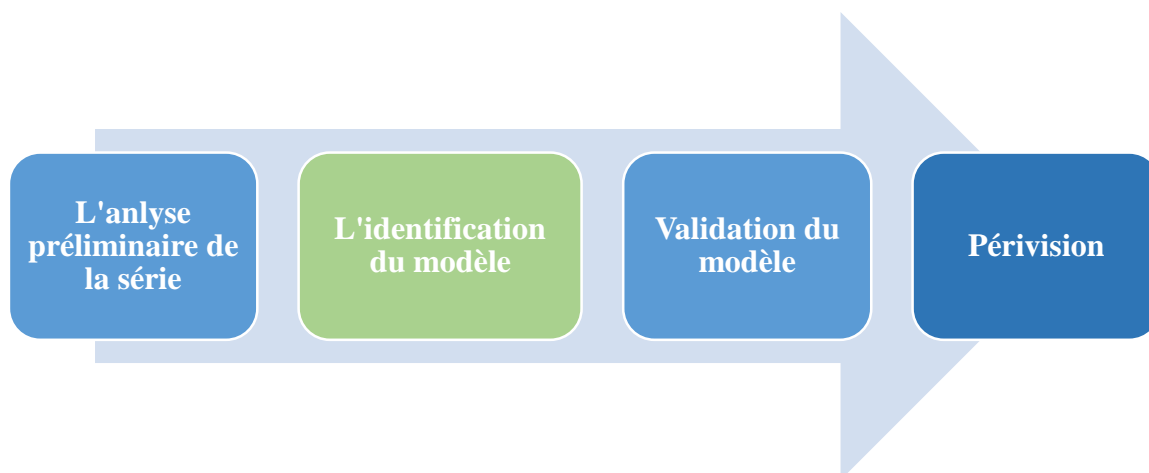 L'anlyse
préliminaire de
la série
L'identification
du modèle
Validation du
modèle
Périvision